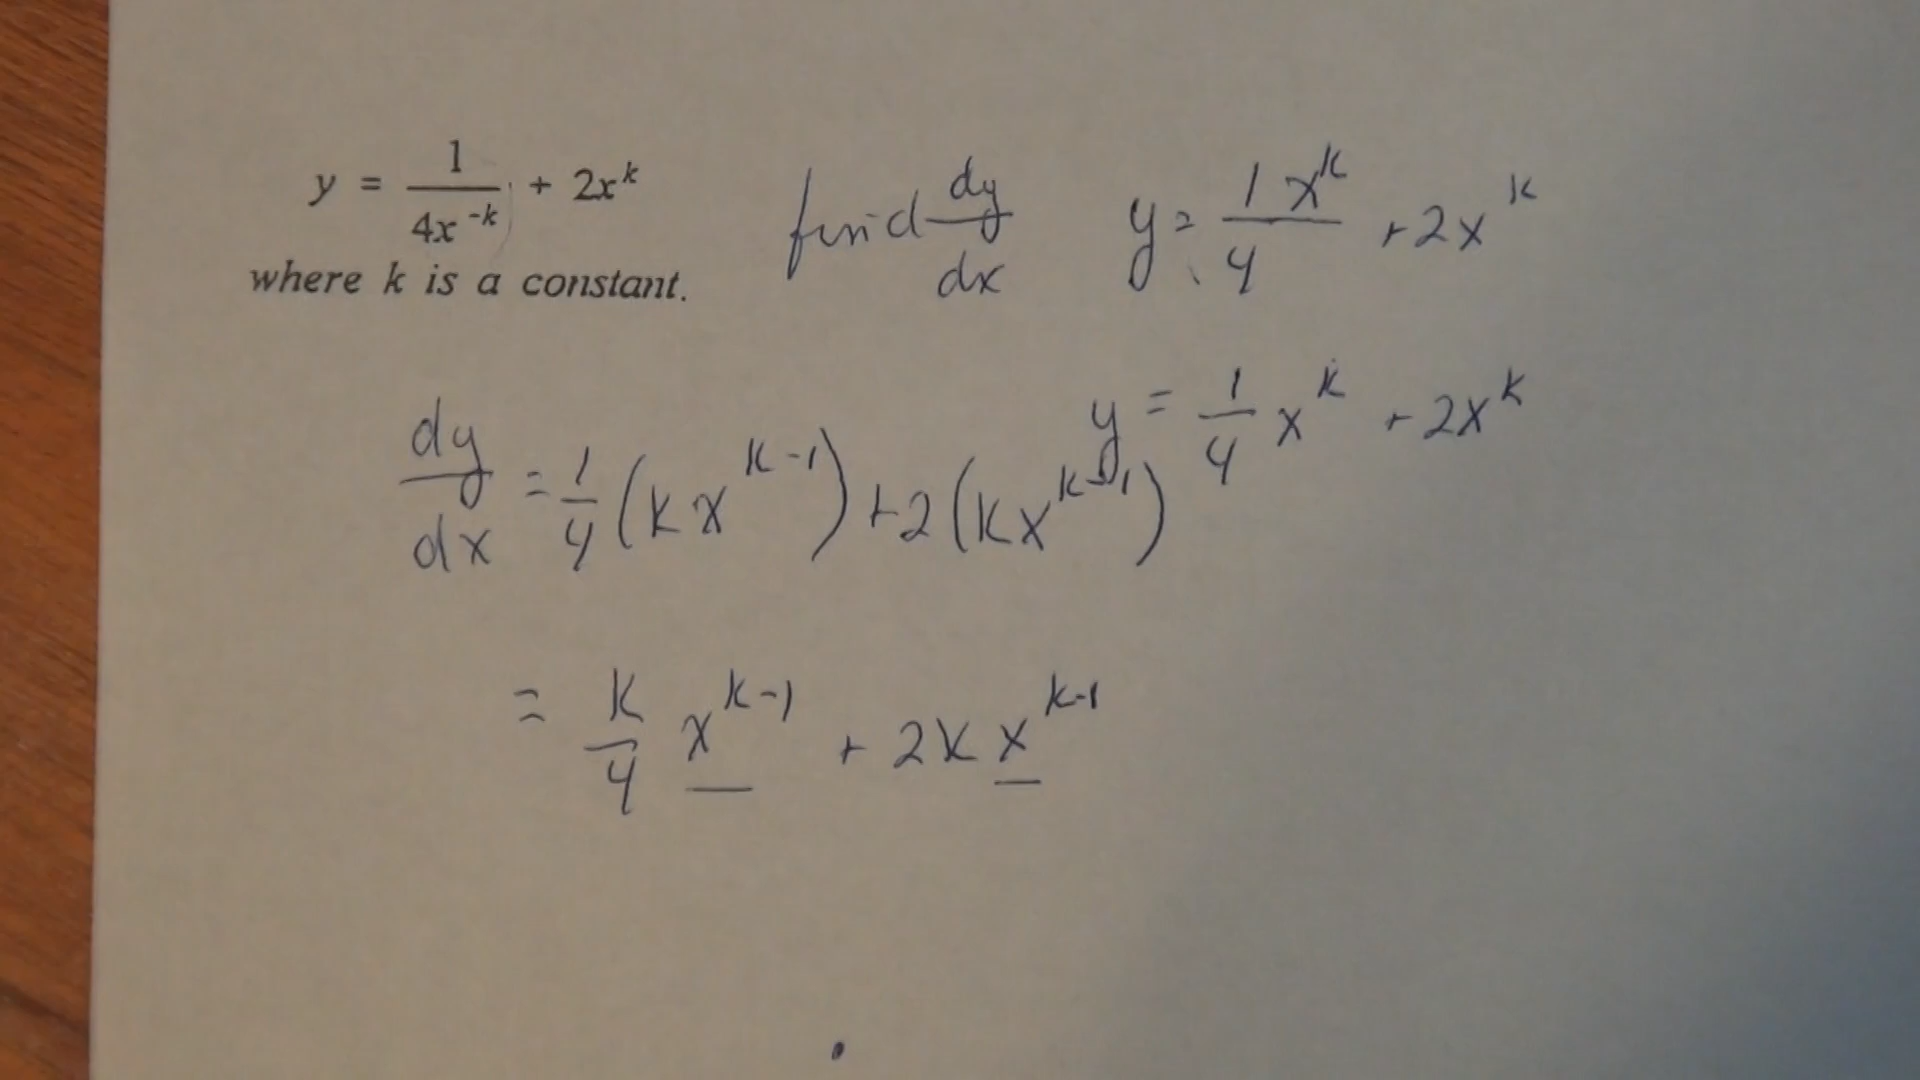 y = 1/(4x^-k) + 2x^k
where k is a constant.
find dy/dx
y = 1x^k/4 + 2x^k
y = 1/4 x^k + 2x^k
dy/dx = 1/4 (kx^k-1) + 2(kx^k-1)
= k/4 x^k-1 + 2k x^k-1